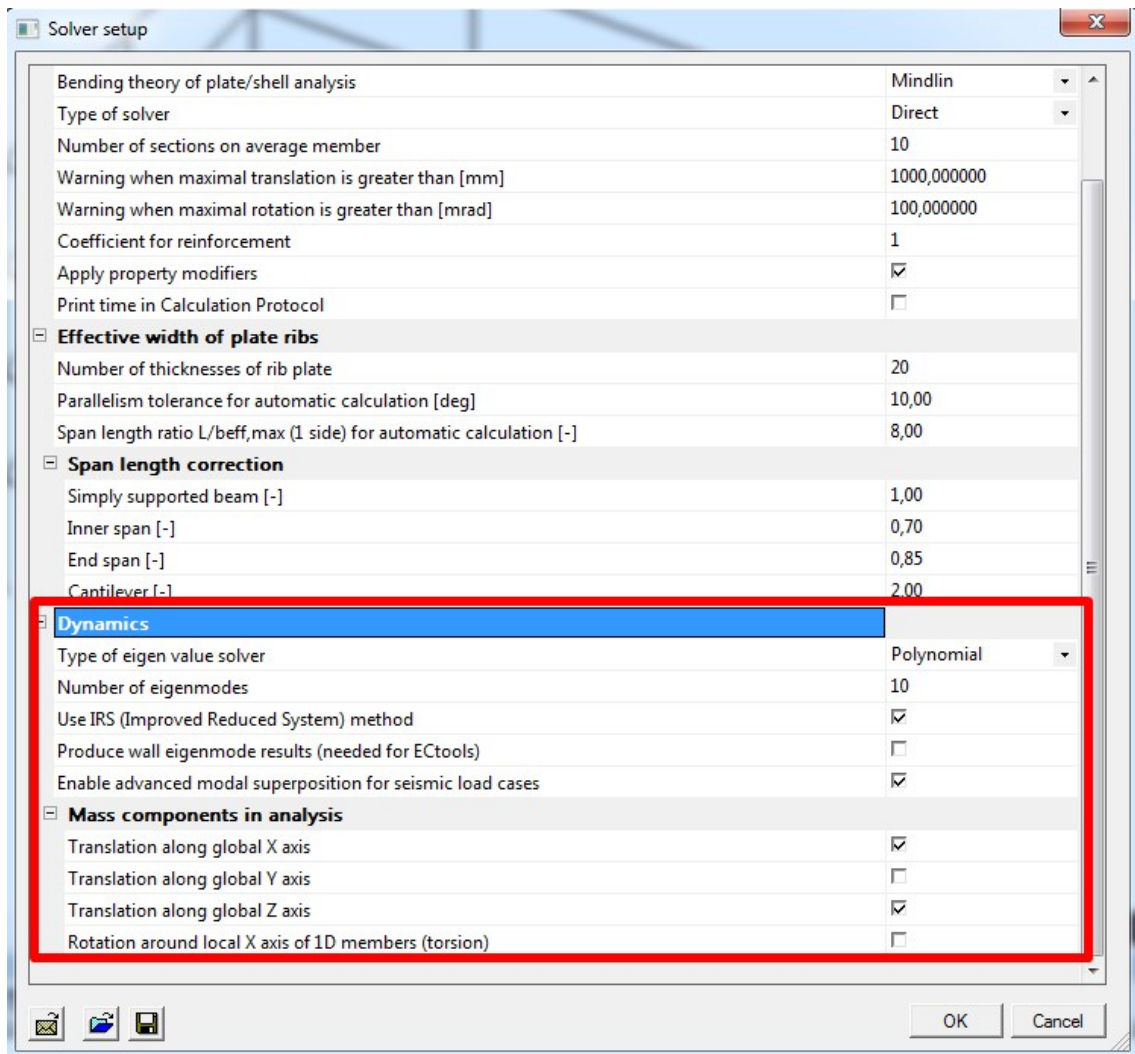 Solver setup
Bending theory of plate/shell analysis Mindlin
Type of solver Direct
Number of sections on average member 10
Warning when maximal translation is greater than [mm] 1000,000000
Warning when maximal rotation is greater than [mrad] 100,000000
Coefficient for reinforcement 1
Apply property modifiers
Print time in Calculation Protocol
Effective width of plate ribs
Number of thicknesses of rib plate 20
Parallelism tolerance for automatic calculation [deg] 10,00
Span length ratio L/beff,max (1 side) for automatic calculation [-] 8,00
Span length correction
Simply supported beam [-] 1,00
Inner span [-] 0,70
End span [-] 0,85
Cantilever [-] 2,00
Dynamics
Type of eigen value solver Polynomial
Number of eigenmodes 10
Use IRS (Improved Reduced System) method
Produce wall eigenmode results (needed for ECtools)
Enable advanced modal superposition for seismic load cases
Mass components in analysis
Translation along global X axis
Translation along global Y axis
Translation along global Z axis
Rotation around local X axis of 1D members (torsion)
OK Cancel